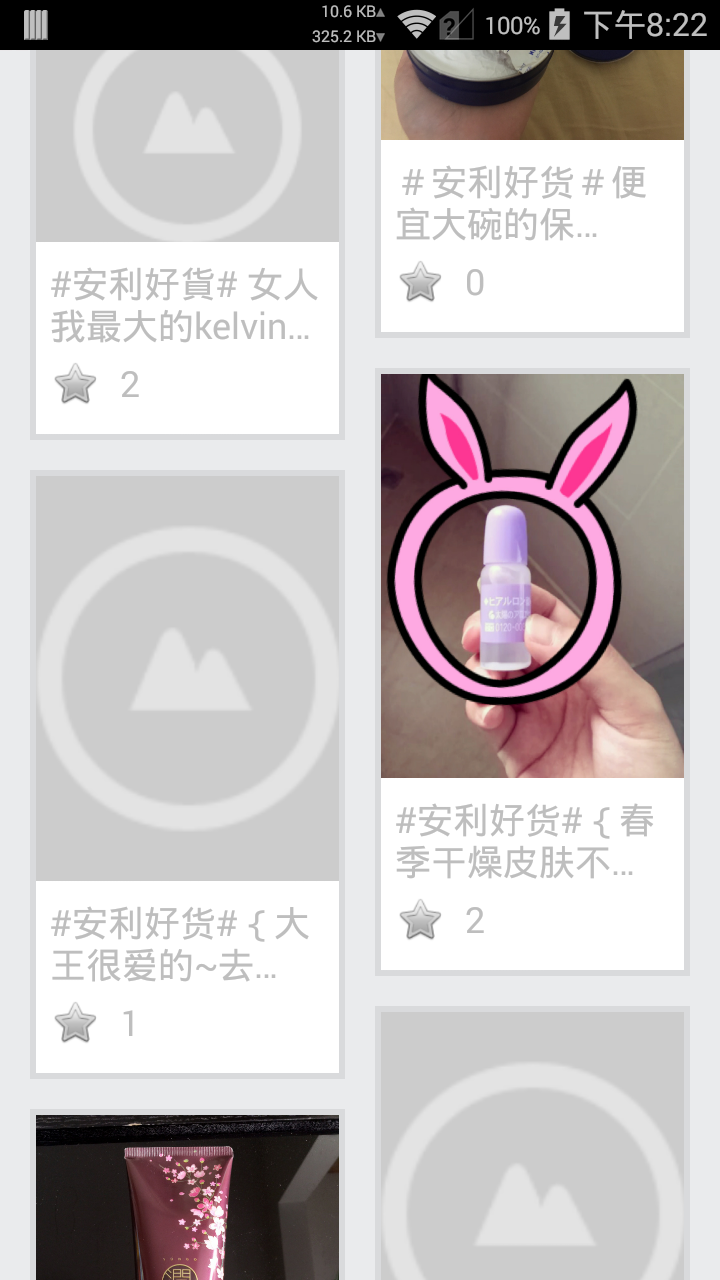 10.6 KB▲
325.2 KB▼
100%
下午8:22
#安利好貨# 女人
我最大的kelvin...
2
＃安利好货＃便
宜大碗的保...
0
ヒアルロン
0120-00
#安利好货# { 春
季干燥皮肤不...
2
#安利好货# { 大
王很爱的~去...
1
潤